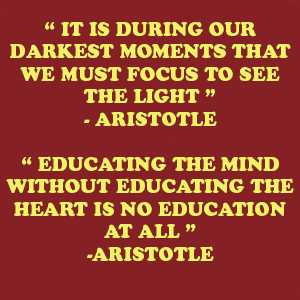 “ IT IS DURING OUR
DARKEST MOMENTS THAT
WE MUST FOCUS TO SEE
THE LIGHT ”
- ARISTOTLE
“ EDUCATING THE MIND
WITHOUT EDUCATING THE
HEART IS NO EDUCATION
AT ALL ”
-ARISTOTLE